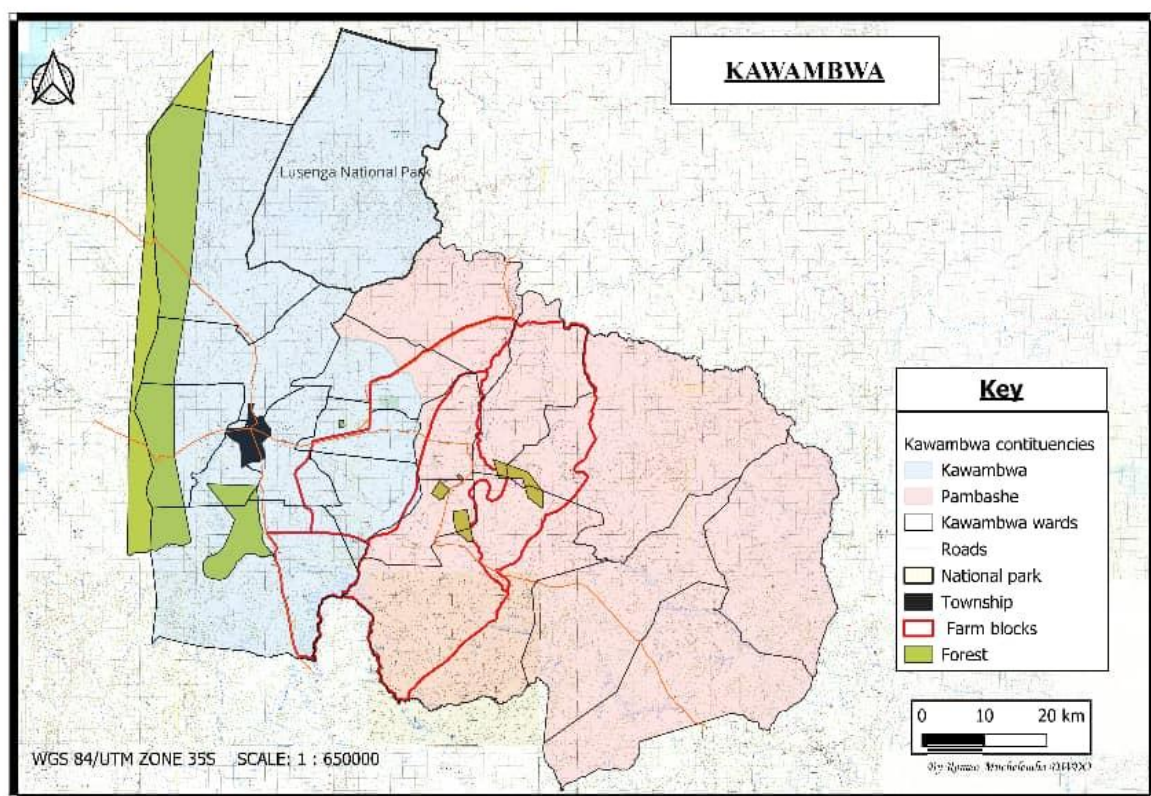 KAWAMBWA
Lusenga National Park
Key
Kawambwa contituencies
Kawambwa
Pambashe
Kawambwa wards
Roads
National park
Township
Farm blocks
Forest
0 10 20 km
WGS 84/UTM ZONE 35S SCALE: 1 : 650000
By